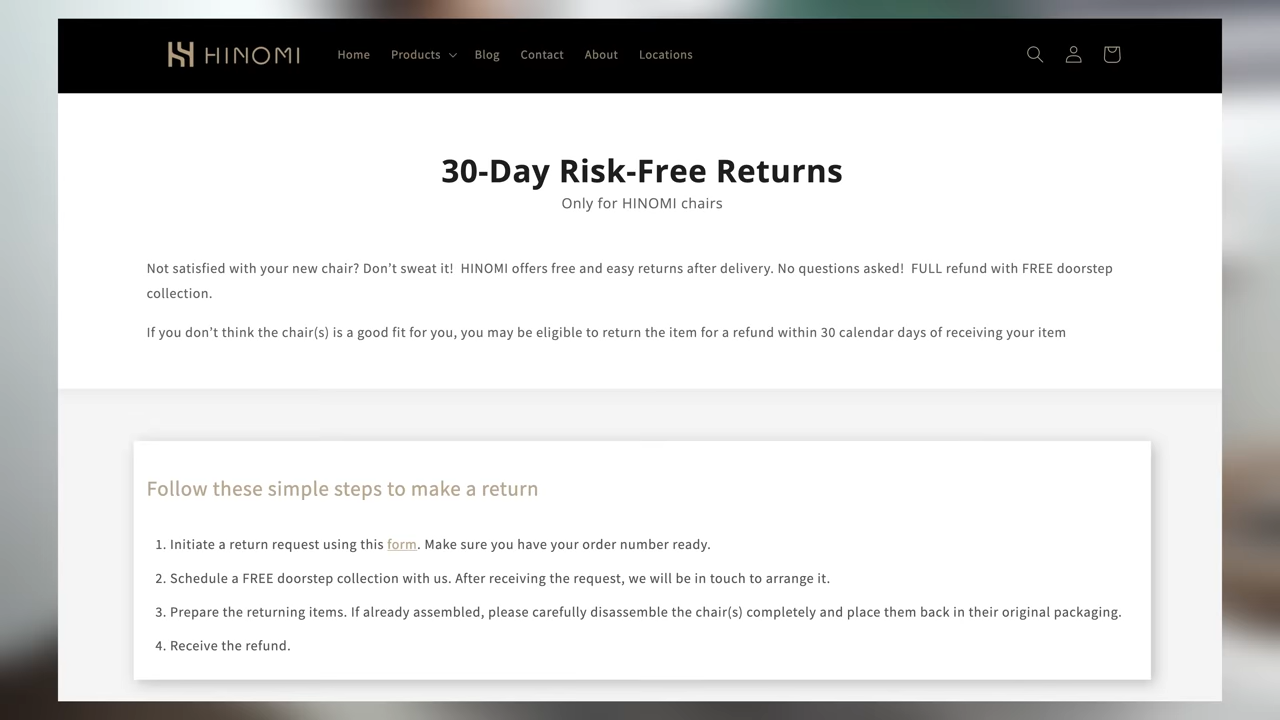 HINOMI Home Products Blog Contact About Locations
30-Day Risk-Free Returns
Only for HINOMI chairs
Not satisfied with your new chair? Don’t sweat it!  HINOMI offers free and easy returns after delivery. No questions asked!  FULL refund with FREE doorstep
collection.
If you don’t think the chair(s) is a good fit for you, you may be eligible to return the item for a refund within 30 calendar days of receiving your item
Follow these simple steps to make a return
1. Initiate a return request using this form. Make sure you have your order number ready.
2. Schedule a FREE doorstep collection with us. After receiving the request, we will be in touch to arrange it.
3. Prepare the returning items. If already assembled, please carefully disassemble the chair(s) completely and place them back in their original packaging.
4. Receive the refund.